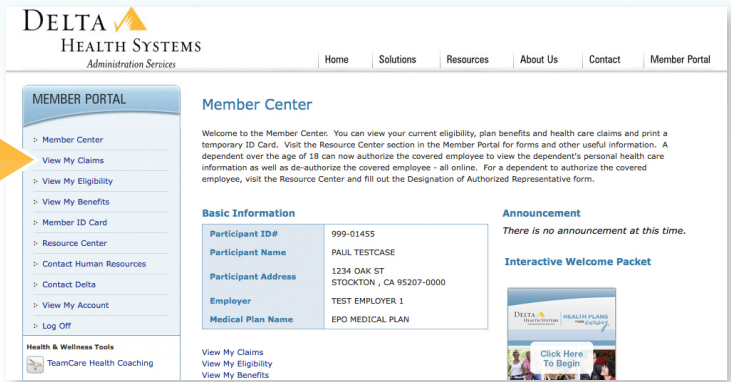 DELTA
HEALTH SYSTEMS
Administration Services
Home Solutions Resources About Us Contact Member Portal
MEMBER PORTAL
Member Center
View My Claims
View My Eligibility
View My Benefits
Member ID Card
Resource Center
Contact Human Resources
Contact Delta
View My Account
Log Off
Health & Wellness Tools
TeamCare Health Coaching
Member Center
Welcome to the Member Center. You can view your current eligibility, plan benefits and health care claims and print a
temporary ID Card. Visit the Resource Center section in the Member Portal for forms and other useful information. A
dependent over the age of 18 can now authorize the covered employee to view the dependent's personal health care
information as well as de-authorize the covered employee - all online. For a dependent to authorize the covered
employee, visit the Resource Center and fill out the Designation of Authorized Representative form.
Basic Information
Participant ID# 999-01455
Participant Name PAUL TESTCASE
Participant Address 1234 OAK ST
STOCKTON , CA 95207-0000
Employer TEST EMPLOYER 1
Medical Plan Name EPO MEDICAL PLAN
View My Claims
View My Eligibility
View My Benefits
Announcement
There is no announcement at this time.
Interactive Welcome Packet
DELTA
HEALTH SYSTEMS
HEALTH PLANS
Click Here
To Begin